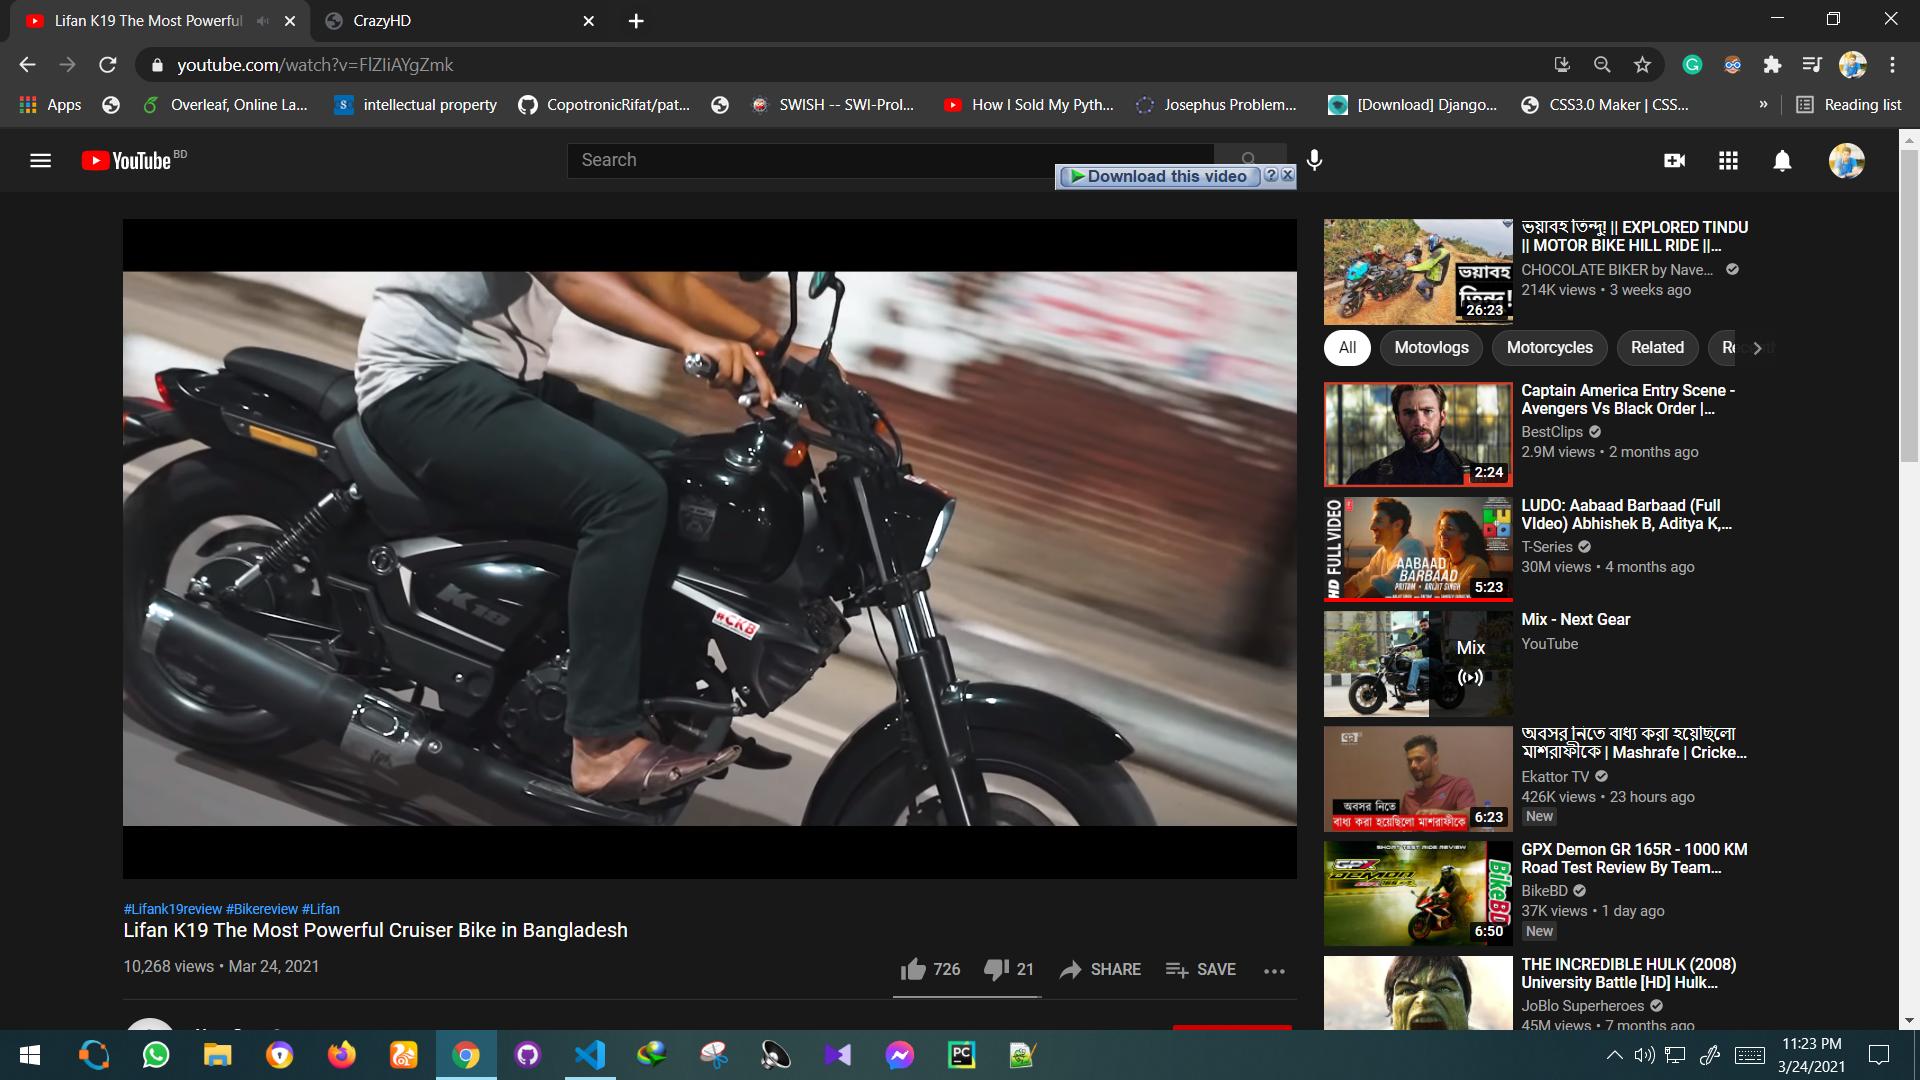 Lifan K19 The Most Powerful
CrazyHD
youtube.com/watch?v=FlZIiAYgZmk
Apps
Overleaf, Online La...
intellectual property
CopotronicRifat/pat...
SWISH -- SWI-Prol...
How I Sold My Pyth...
Josephus Problem...
[Download] Django...
CSS3.0 Maker | CSS...
»
Reading list
YouTube BD
Search
Download this video
K19
#CKB
#Lifank19review #Bikereview #Lifan
Lifan K19 The Most Powerful Cruiser Bike in Bangladesh
10,268 views • Mar 24, 2021
726
21
SHARE
SAVE
ভয়াবহ
তিন্দু!
26:23
ভয়াবহ তিন্দু! || EXPLORED TINDU
|| MOTOR BIKE HILL RIDE ||...
CHOCOLATE BIKER by Nave...
214K views • 3 weeks ago
All
Motovlogs
Motorcycles
Related
2:24
Captain America Entry Scene -
Avengers Vs Black Order |...
BestClips
2.9M views • 2 months ago
HD FULL VIDEO
AABAAD
BARBAAD
PRITAM • ARIJIT SINGH
5:23
LUDO: Aabaad Barbaad (Full
VIdeo) Abhishek B, Aditya K,...
T-Series
30M views • 4 months ago
Mix
Mix - Next Gear
YouTube
অবসর নিতে
বাধ্য করা হয়েছিলো মাশরাফীকে
6:23
অবসর নিতে বাধ্য করা হয়েছিলো
মাশরাফীকে | Mashrafe | Cricke...
Ekattor TV
426K views • 23 hours ago
New
SHORT TEST RIDE REVIEW
GPX
DEMON
BikeBD
6:50
GPX Demon GR 165R - 1000 KM
Road Test Review By Team...
BikeBD
37K views • 1 day ago
New
THE INCREDIBLE HULK (2008)
University Battle [HD] Hulk...
JoBlo Superheroes
45M views • 7 months ago
11:23 PM
3/24/2021